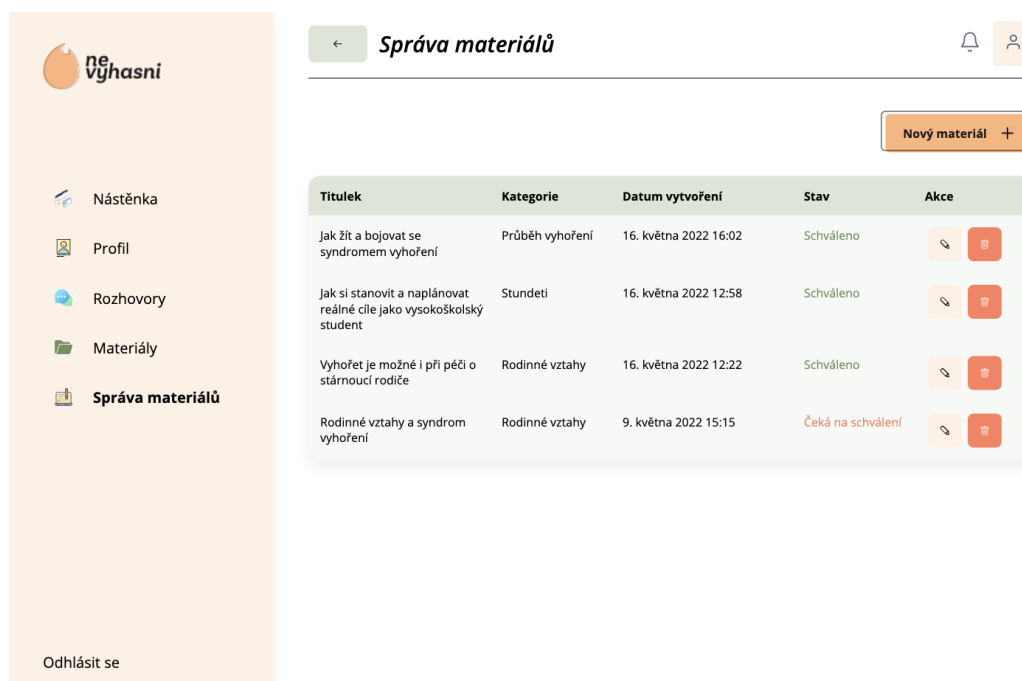 ne
vyhasni
Správa materiálů
Nový materiál
Nástěnka
Profil
Rozhovory
Materiály
Správa materiálů
Odhlásit se
Titulek Kategorie Datum vytvoření Stav Akce
Jak žít a bojovat se Průběh vyhoření 16. května 2022 16:02 Schváleno
syndromem vyhoření
Jak si stanovit a naplánovat Stundeti 16. května 2022 12:58 Schváleno
reálné cíle jako vysokoškolský
student
Vyhořet je možné i při péči o Rodinné vztahy 16. května 2022 12:22 Schváleno
stárnoucí rodiče
Rodinné vztahy a syndrom Rodinné vztahy 9. května 2022 15:15 Čeká na schválení
vyhoření